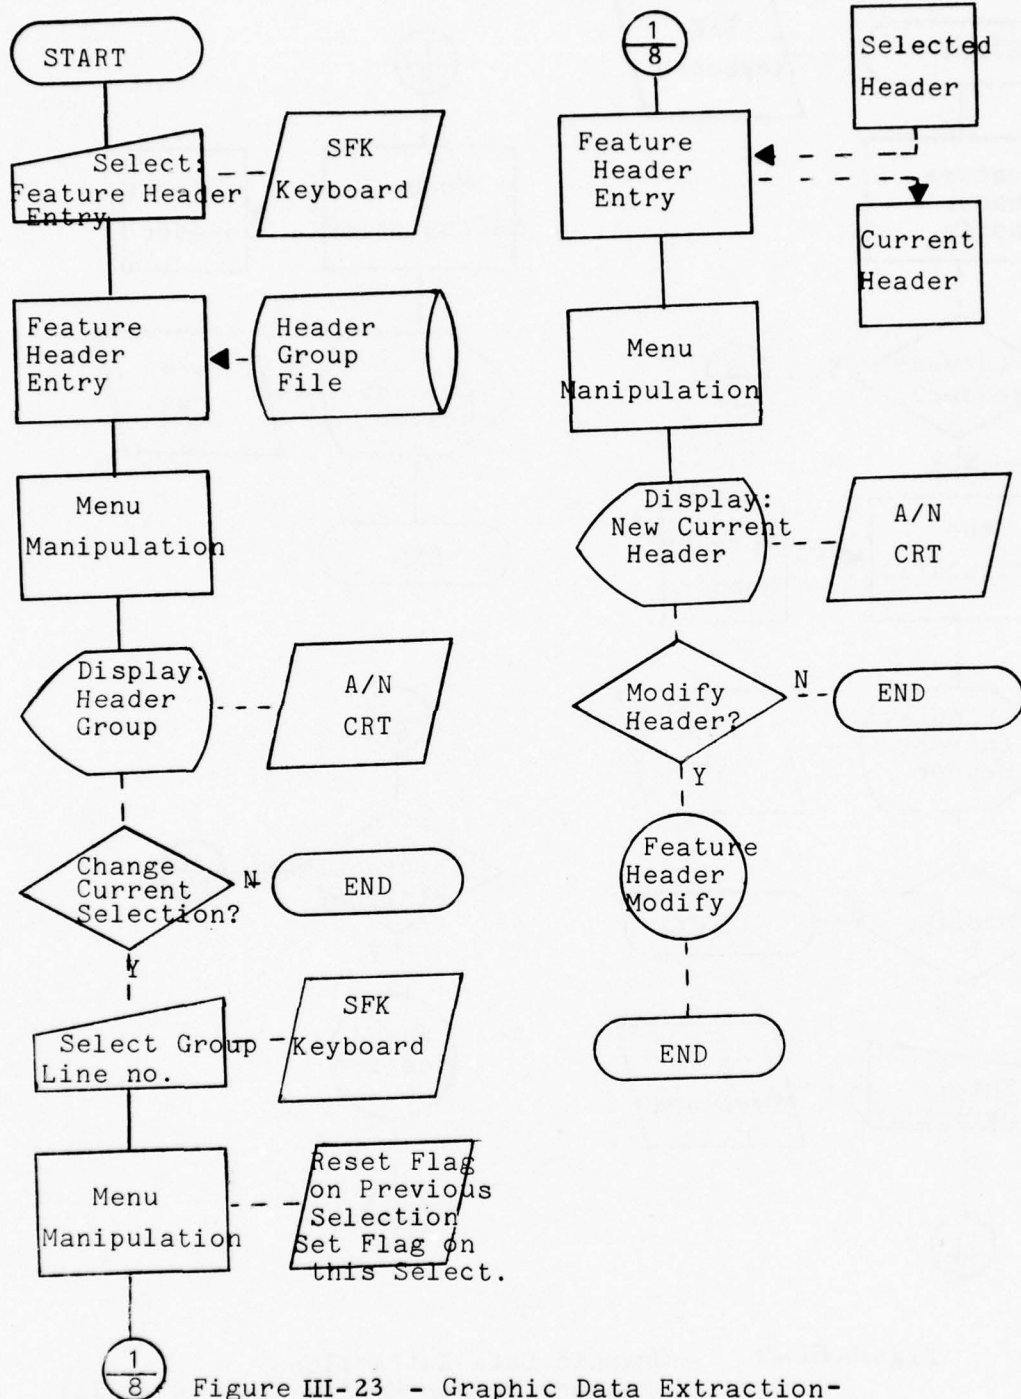 START
Select:
Feature Header
Entry
SFK
Keyboard
Feature
Header
Entry
Header
Group
File
Menu
Manipulation
Display:
Header
Group
A/N
CRT
Change
Current
Selection?
N
END
Y
Select Group
Line no.
SFK
Keyboard
Menu
Manipulation
Reset Flag
on Previous
Selection
Set Flag on
this Select.
1
8
1
8
Feature
Header
Entry
Selected
Header
Current
Header
Menu
Manipulation
Display:
New Current
Header
A/N
CRT
Modify
Header?
N
END
Y
Feature
Header
Modify
END
Figure III-23 - Graphic Data Extraction-